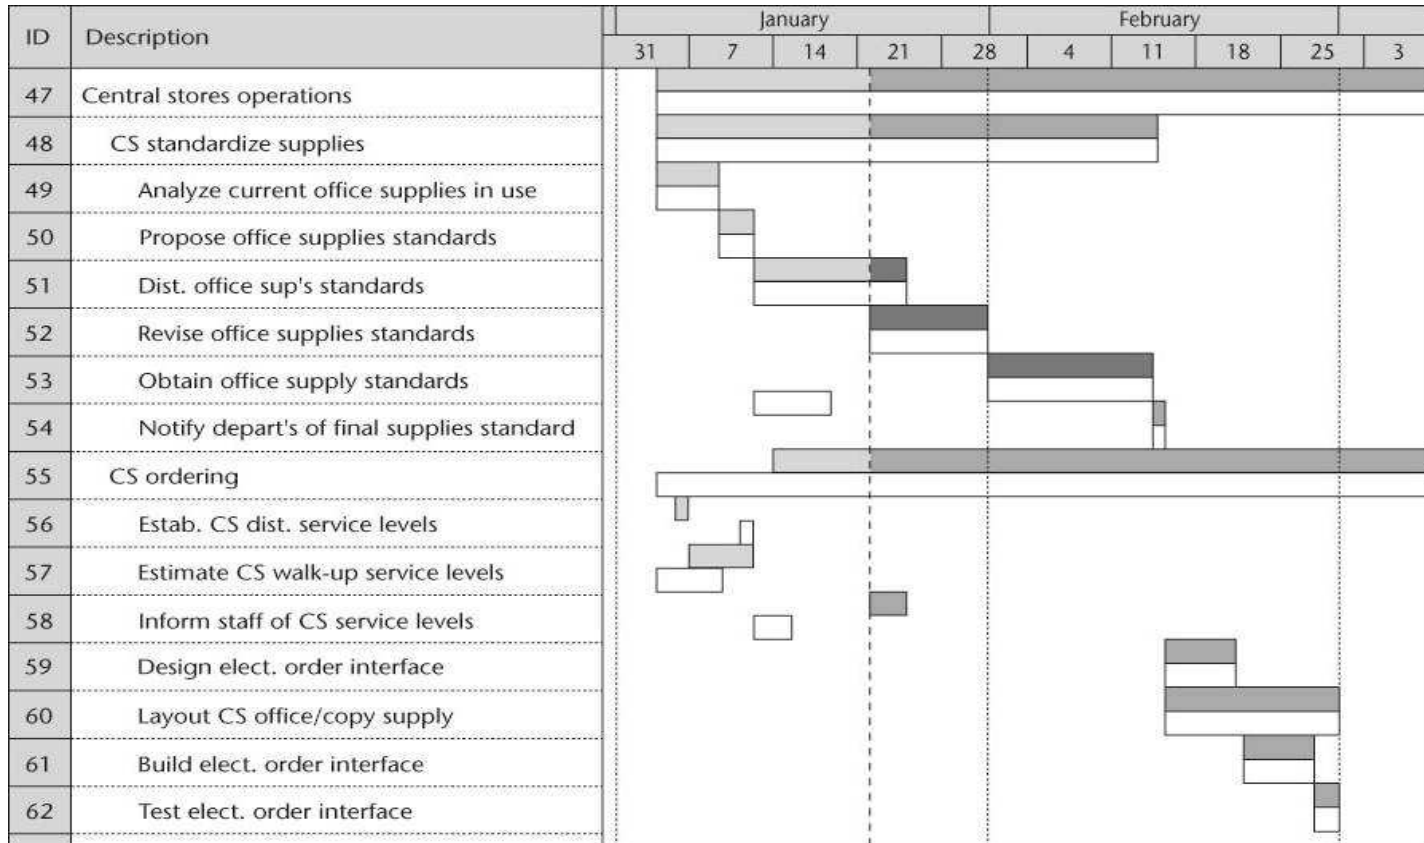 ID Description January February
31 7 14 21 28 4 11 18 25 3
47 Central stores operations
48 CS standardize supplies
49 Analyze current office supplies in use
50 Propose office supplies standards
51 Dist. office sup's standards
52 Revise office supplies standards
53 Obtain office supply standards
54 Notify depart's of final supplies standard
55 CS ordering
56 Estab. CS dist. service levels
57 Estimate CS walk-up service levels
58 Inform staff of CS service levels
59 Design elect. order interface
60 Layout CS office/copy supply
61 Build elect. order interface
62 Test elect. order interface